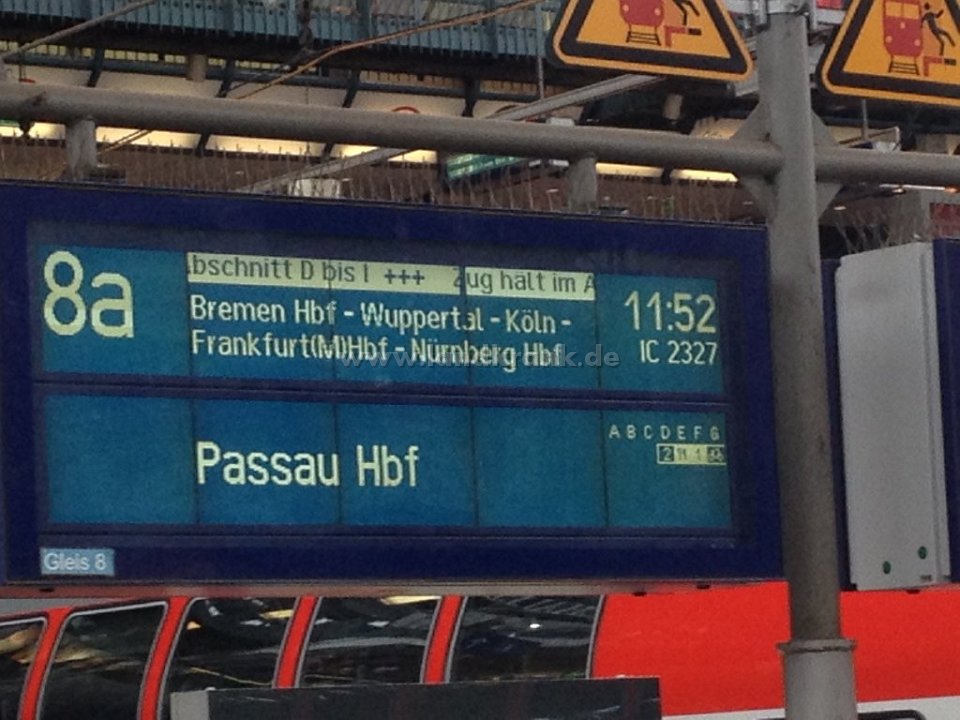 8a
bschnitt D bis I +++ Zug hält im A
Bremen Hbf - Wuppertal - Köln -
Frankfurt(M)Hbf - Nürnberg Hbf
11:52
IC 2327
Passau Hbf
A B C D E F G
2
Gleis 8